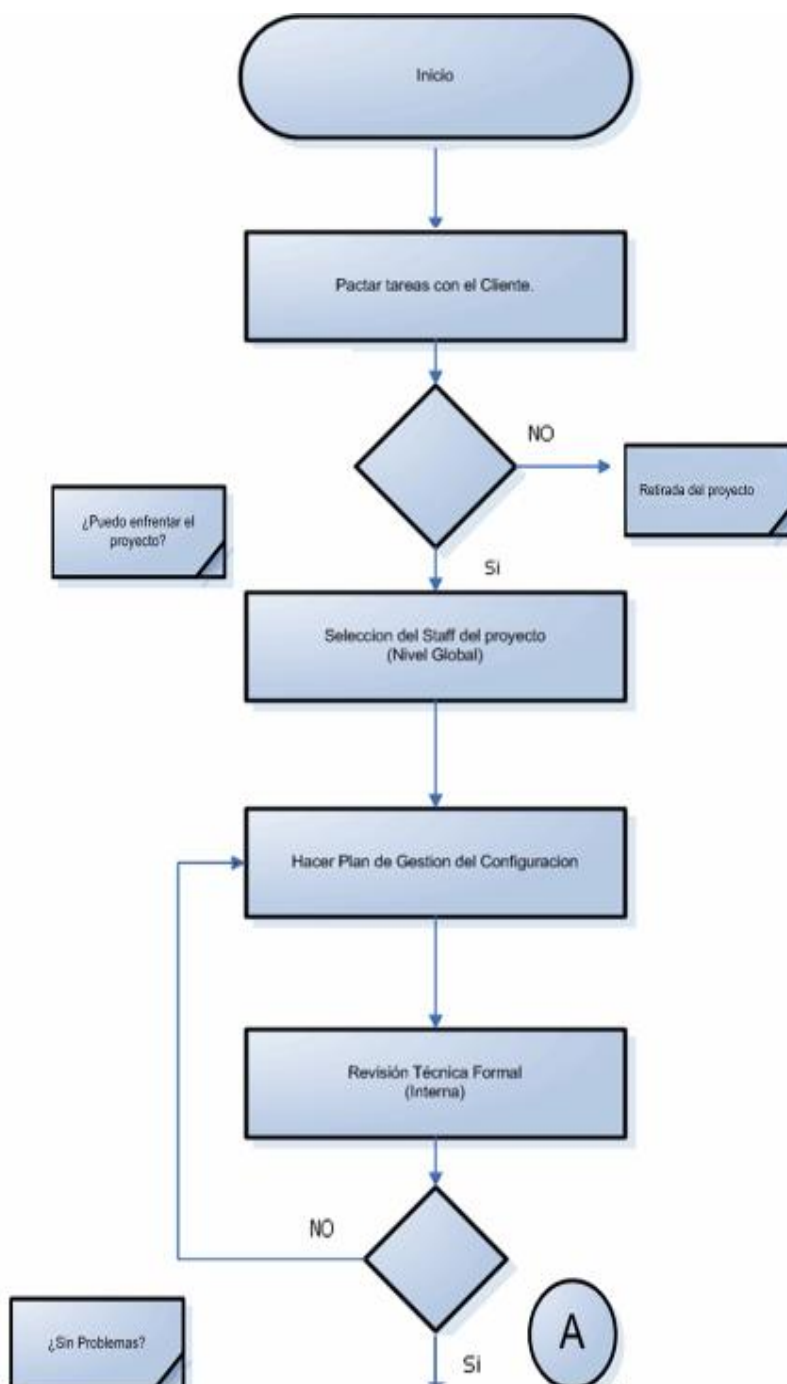 Inicio
Pactar tareas con el Cliente.
NO
Retirada del proyecto
¿Puedo enfrentar el
proyecto?
Si
Seleccion del Staff del proyecto
(Nivel Global)
Hacer Plan de Gestion del Configuracion
Revisión Técnica Formal
(Interna)
NO
¿Sin Problemas?
A
Si